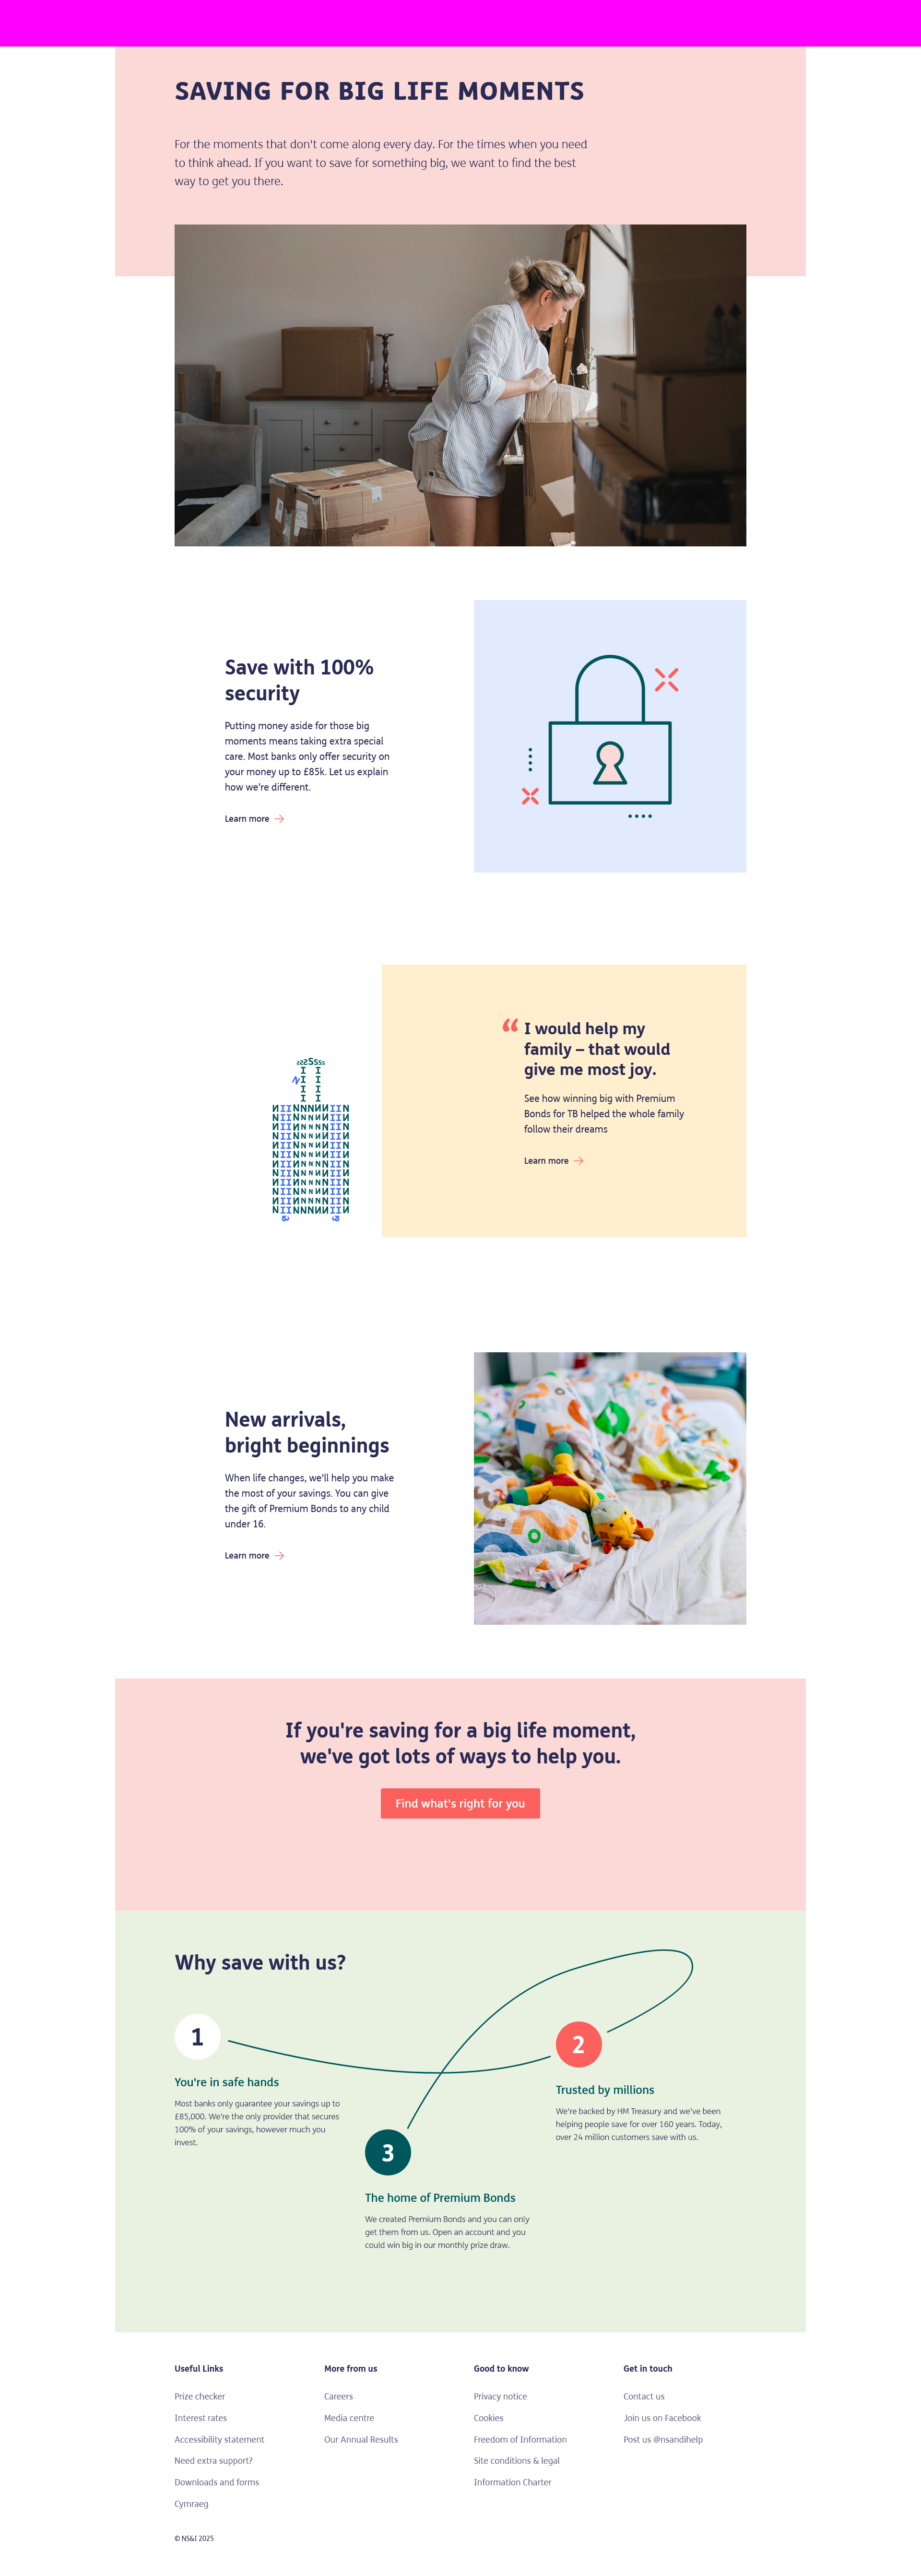 SAVING FOR BIG LIFE MOMENTS
For the moments that don't come along every day. For the times when you need
to think ahead. If you want to save for something big, we want to find the best
way to get you there.
Save with 100%
security
Putting money aside for those big
moments means taking extra special
care. Most banks only offer security on
your money up to £85k. Let us explain
how we're different.
Learn more
“ I would help my
family – that would
give me most joy.
See how winning big with Premium
Bonds for TB helped the whole family
follow their dreams
Learn more
New arrivals,
bright beginnings
When life changes, we'll help you make
the most of your savings. You can give
the gift of Premium Bonds to any child
under 16.
Learn more
If you're saving for a big life moment,
we've got lots of ways to help you.
Find what's right for you
Why save with us?
1
You're in safe hands
Most banks only guarantee your savings up to
£85,000. We're the only provider that secures
100% of your savings, however much you
invest.
2
Trusted by millions
We're backed by HM Treasury and we've been
helping people save for over 160 years. Today,
over 24 million customers save with us.
3
The home of Premium Bonds
We created Premium Bonds and you can only
get them from us. Open an account and you
could win big in our monthly prize draw.
Useful Links
Prize checker
Interest rates
Accessibility statement
Need extra support?
Downloads and forms
Cymraeg
More from us
Careers
Media centre
Our Annual Results
Good to know
Privacy notice
Cookies
Freedom of Information
Site conditions & legal
Information Charter
Get in touch
Contact us
Join us on Facebook
Post us @nsandihelp
© NS&I 2025